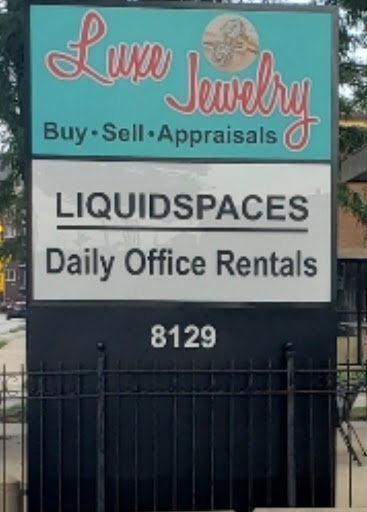 Luxe
Jewelry
Buy • Sell • Appraisals
LIQUIDSPACES
Daily Office Rentals
8129